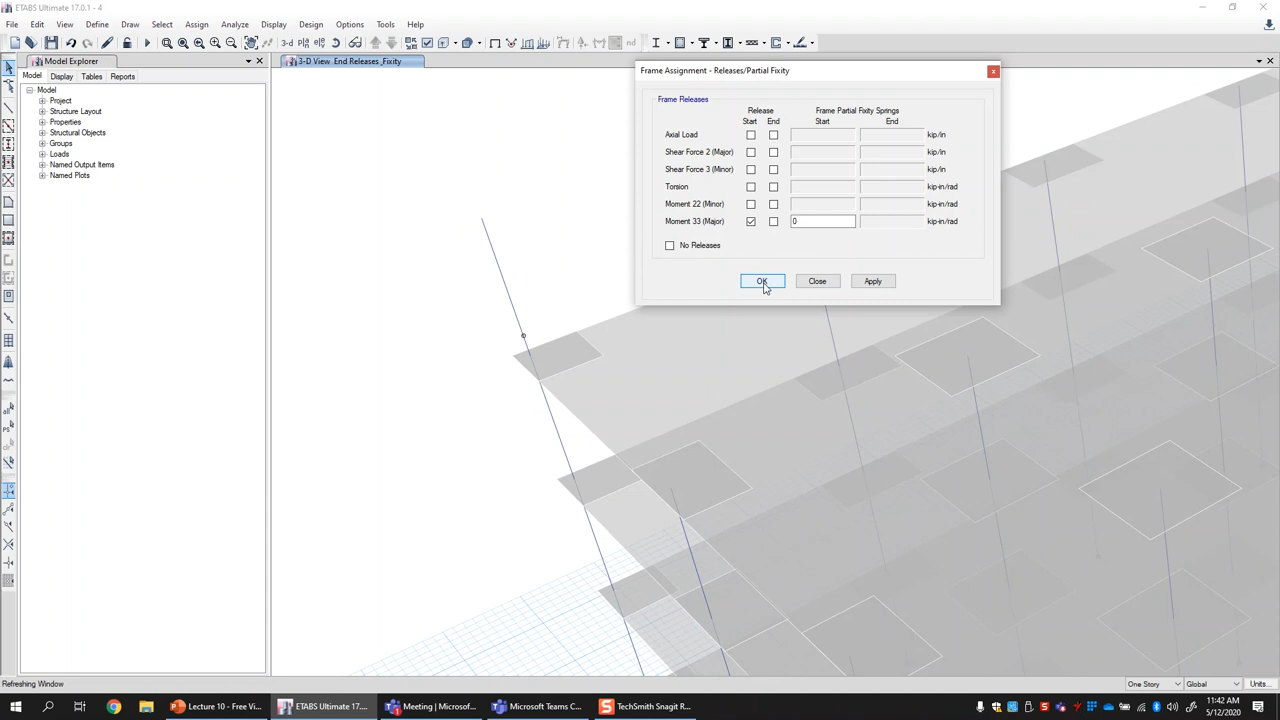 ETABS Ultimate 17.0.1 - 4
File Edit View Define Draw Select Assign Analyze Display Design Options Tools Help
3-d
nd
Model Explorer
3-D View End Releases _Fixity
Model Display Tables Reports
Model
Project
Structure Layout
Properties
Structural Objects
Groups
Loads
Named Output Items
Named Plots
all
Frame Assignment - Releases/Partial Fixity
Frame Releases
Release Frame Partial Fixity Springs
Start End Start End
Axial Load kip/in
Shear Force 2 (Major) kip/in
Shear Force 3 (Minor) kip/in
Torsion kip-in/rad
Moment 22 (Minor) kip-in/rad
Moment 33 (Major) 0 kip-in/rad
No Releases
OK Close Apply
Refreshing Window
One Story Global Units...
Lecture 10 - Free Vi... ETABS Ultimate 17.... Meeting | Microsof... Microsoft Teams C... TechSmith Snagit R...
11:42 AM
5/12/2020